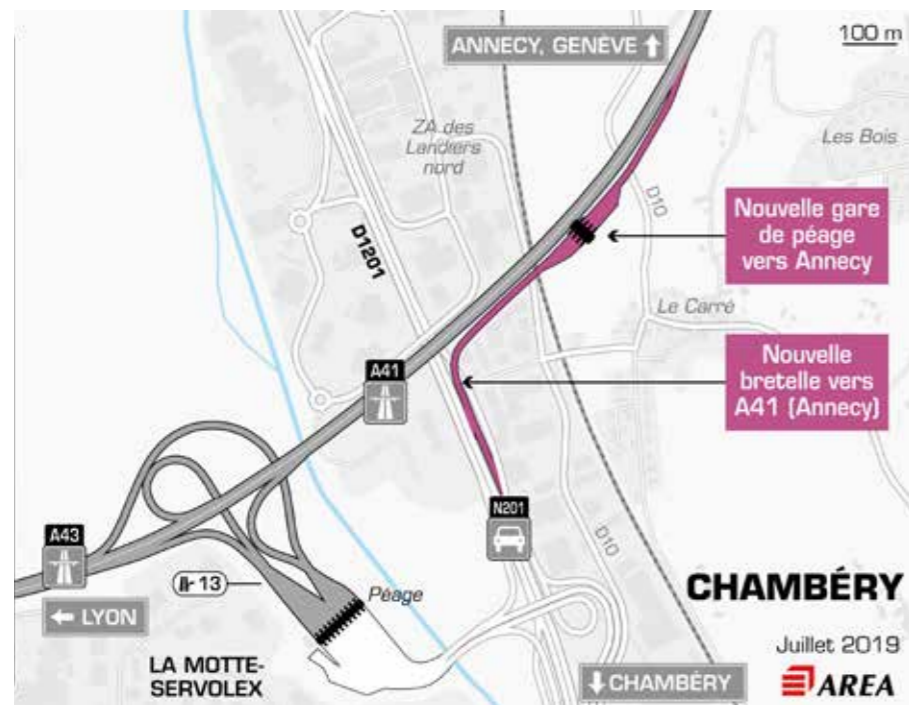 ANNECY, GENÈVE
100 m
ZA des
Landiers
nord
Les Bois
D10
Nouvelle gare
de péage
vers Annecy
D1201
Le Carré
Nouvelle
bretelle vers
A41 (Annecy)
A41
N201
A43
13
D10
Péage
LYON
CHAMBÉRY
LA MOTTE-
SERVOLEX
Juillet 2019
CHAMBÉRY
AREA